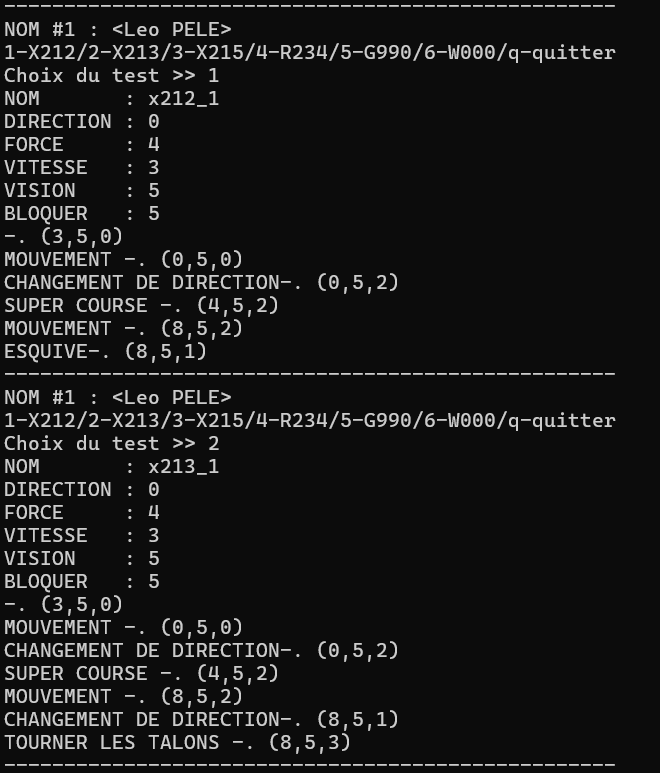 ---------------------------------------------------
NOM #1 : <Leo PELE>
1-X212/2-X213/3-X215/4-R234/5-G990/6-W000/q-quitter
Choix du test >> 1
NOM       : x212_1
DIRECTION : 0
FORCE     : 4
VITESSE   : 3
VISION    : 5
BLOQUER   : 5
-. (3,5,0)
MOUVEMENT -. (0,5,0)
CHANGEMENT DE DIRECTION-. (0,5,2)
SUPER COURSE -. (4,5,2)
MOUVEMENT -. (8,5,2)
ESQUIVE-. (8,5,1)
---------------------------------------------------
NOM #1 : <Leo PELE>
1-X212/2-X213/3-X215/4-R234/5-G990/6-W000/q-quitter
Choix du test >> 2
NOM       : x213_1
DIRECTION : 0
FORCE     : 4
VITESSE   : 3
VISION    : 5
BLOQUER   : 5
-. (3,5,0)
MOUVEMENT -. (0,5,0)
CHANGEMENT DE DIRECTION-. (0,5,2)
SUPER COURSE -. (4,5,2)
MOUVEMENT -. (8,5,2)
CHANGEMENT DE DIRECTION-. (8,5,1)
TOURNER LES TALONS -. (8,5,3)
---------------------------------------------------